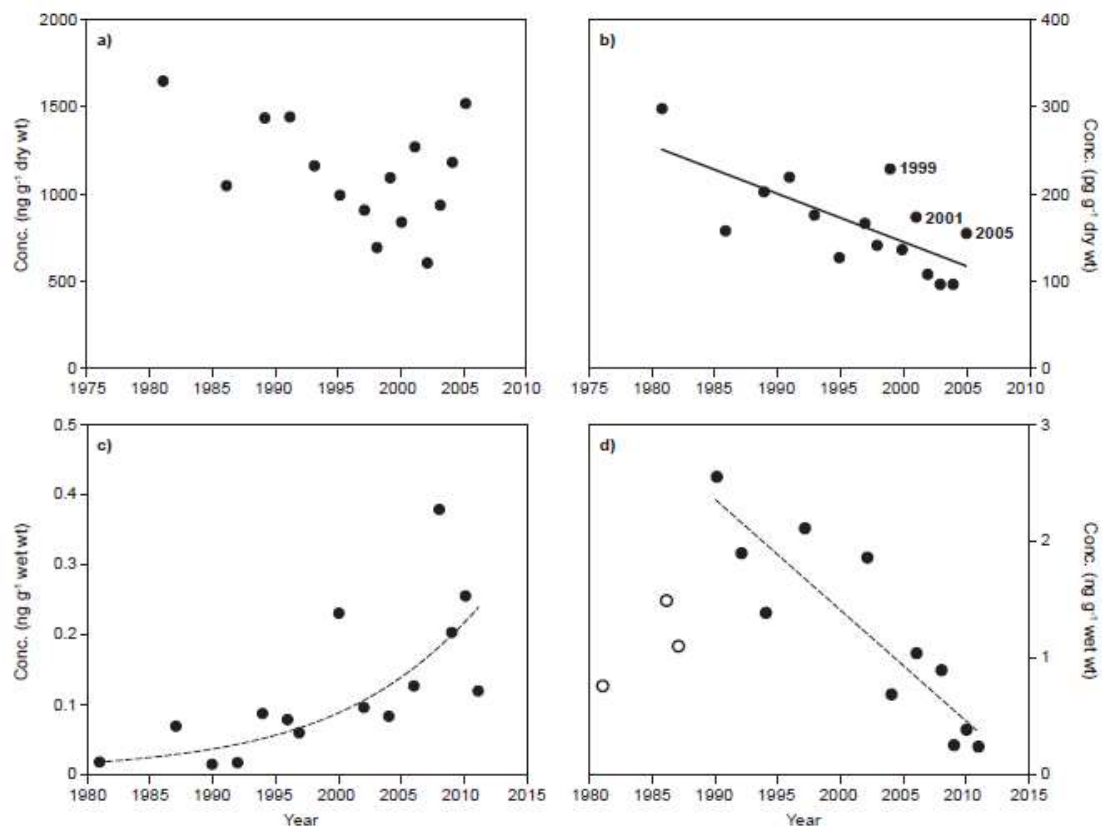 a)
Conc. (ng g⁻¹ dry wt)
2000
1500
1000
500
0
1975 1980 1985 1990 1995 2000 2005 2010
b)
1999
2001
2005
400
300
200
100
0
Conc. (pg g⁻¹ dry wt)
1975 1980 1985 1990 1995 2000 2005 2010
c)
Conc. (ng g⁻¹ wet wt)
0.5
0.4
0.3
0.2
0.1
0
1980 1985 1990 1995 2000 2005 2010 2015
Year
d)
3
2
1
0
Conc. (ng g⁻¹ wet wt)
1980 1985 1990 1995 2000 2005 2010 2015
Year